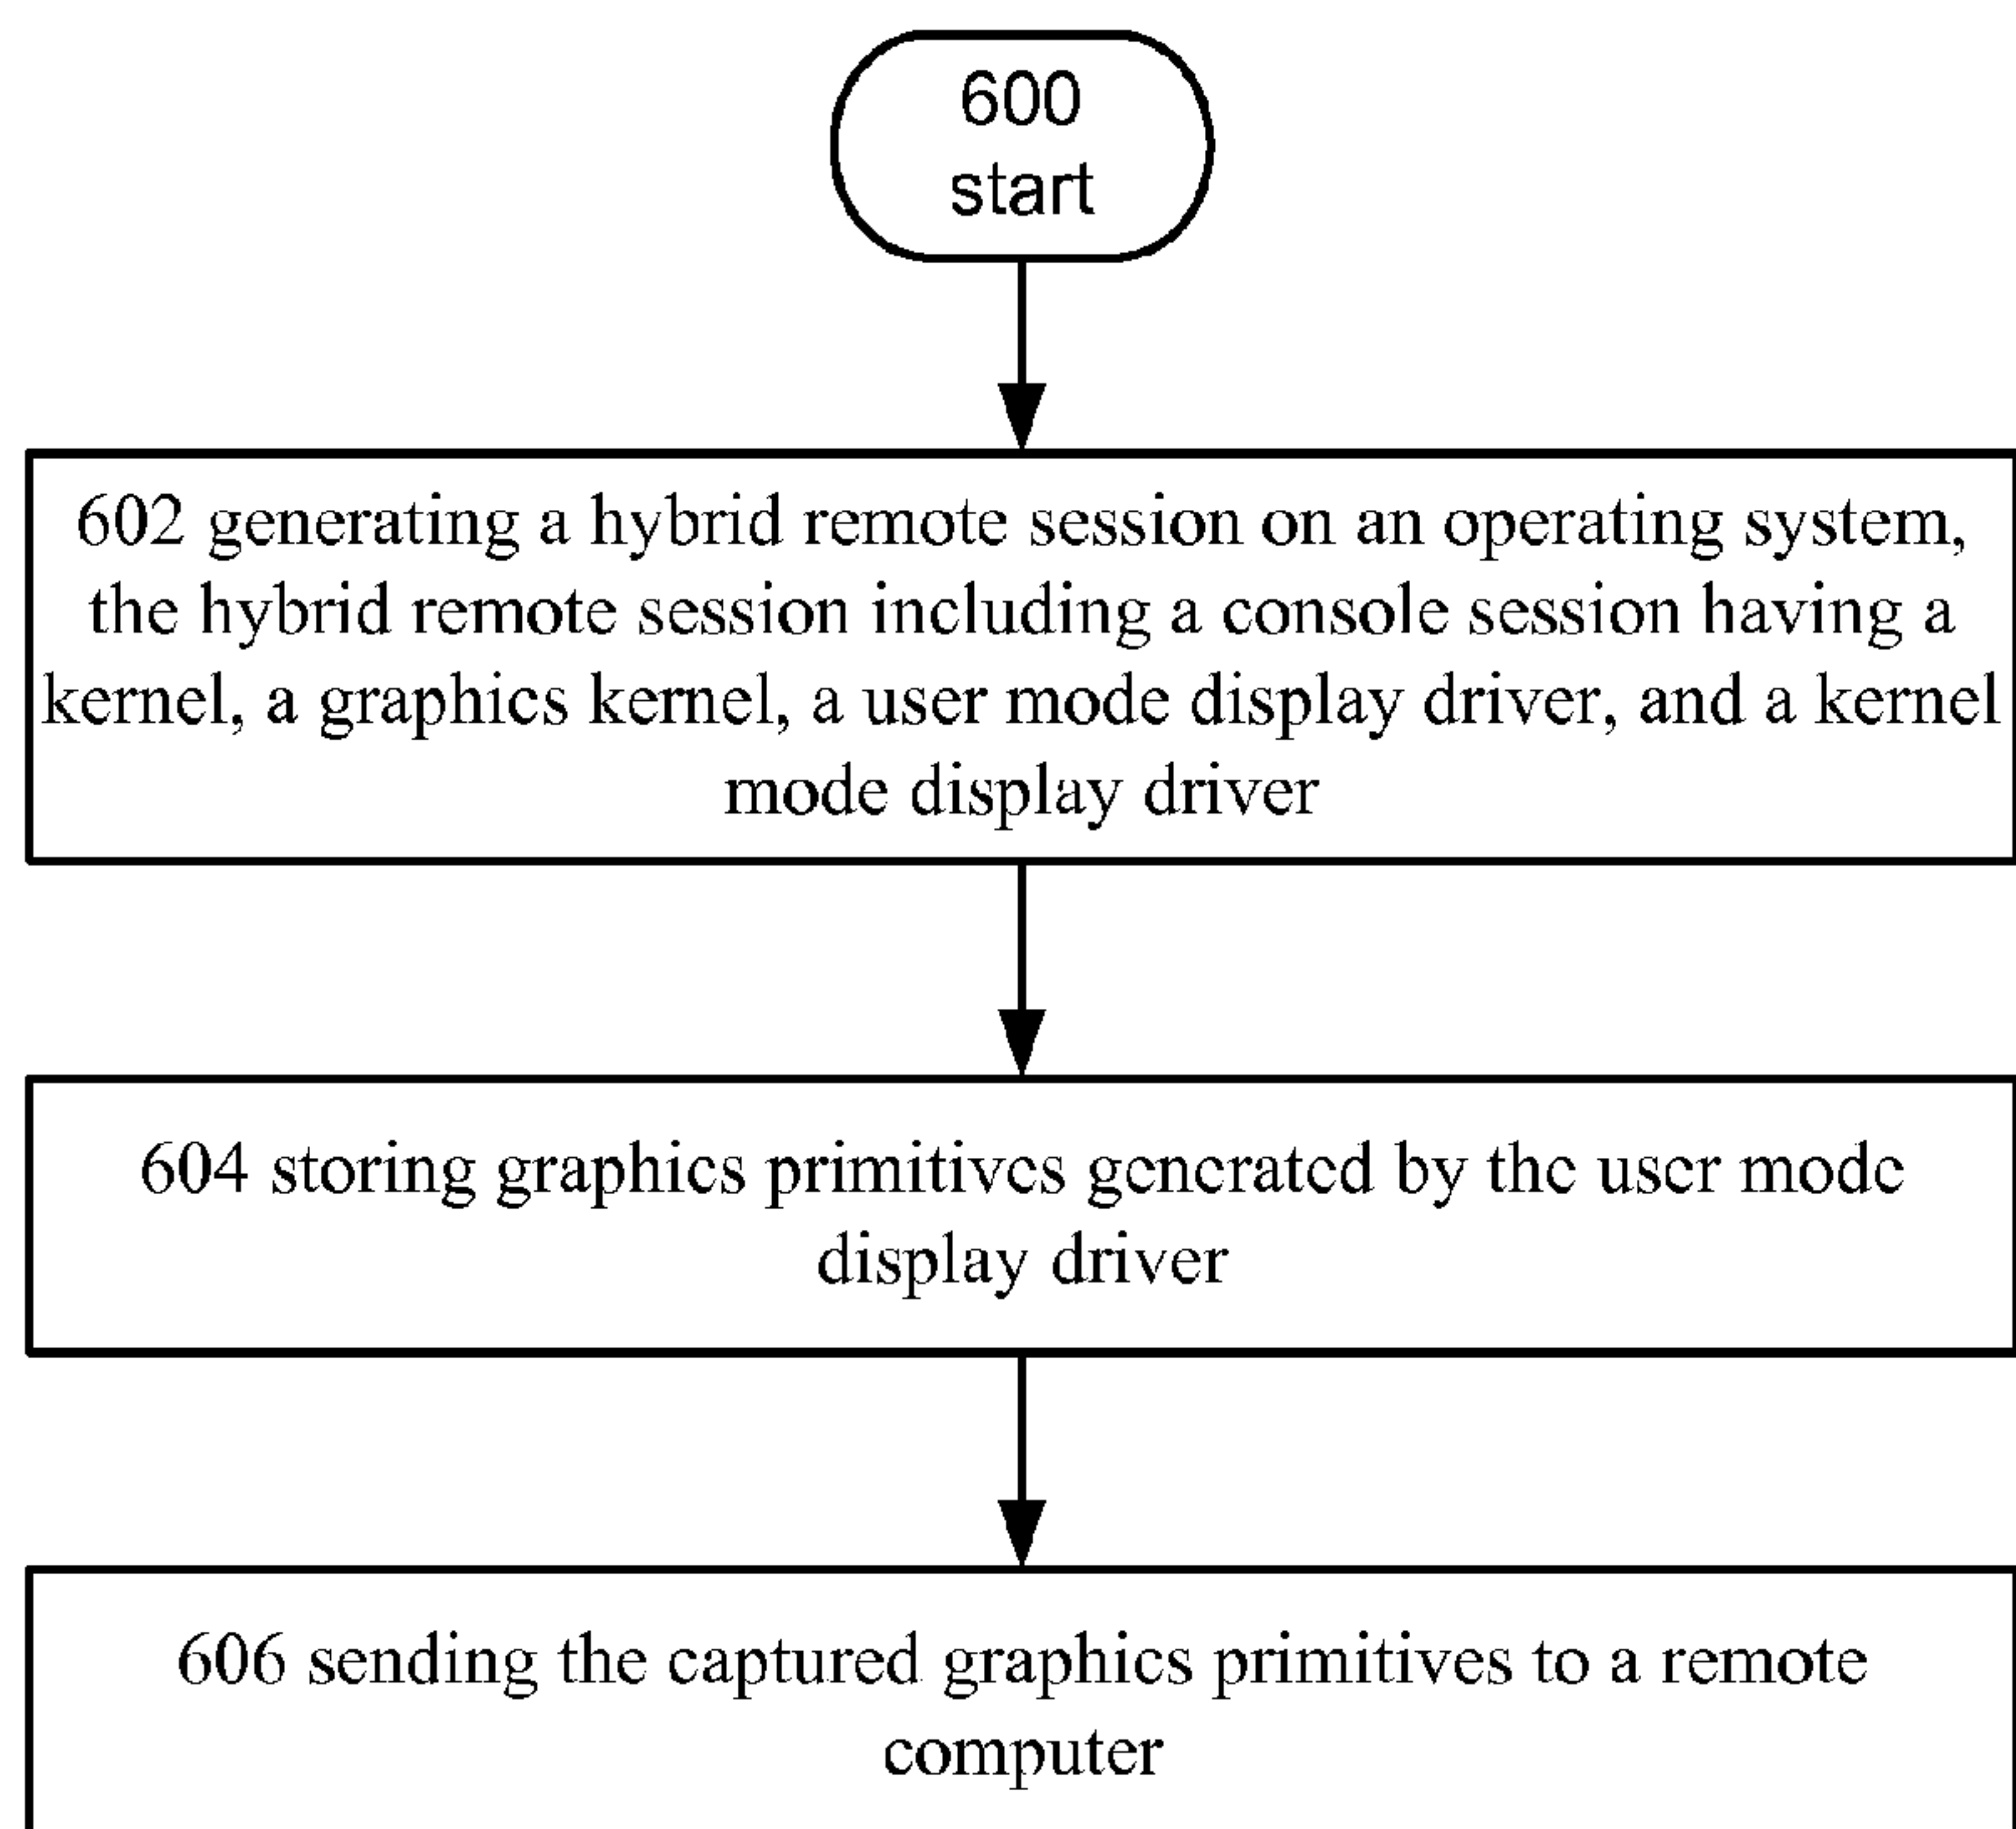 600
start
602 generating a hybrid remote session on an operating system,
the hybrid remote session including a console session having a
kernel, a graphics kernel, a user mode display driver, and a kernel
mode display driver
604 storing graphics primitives generated by the user mode
display driver
606 sending the captured graphics primitives to a remote
computer